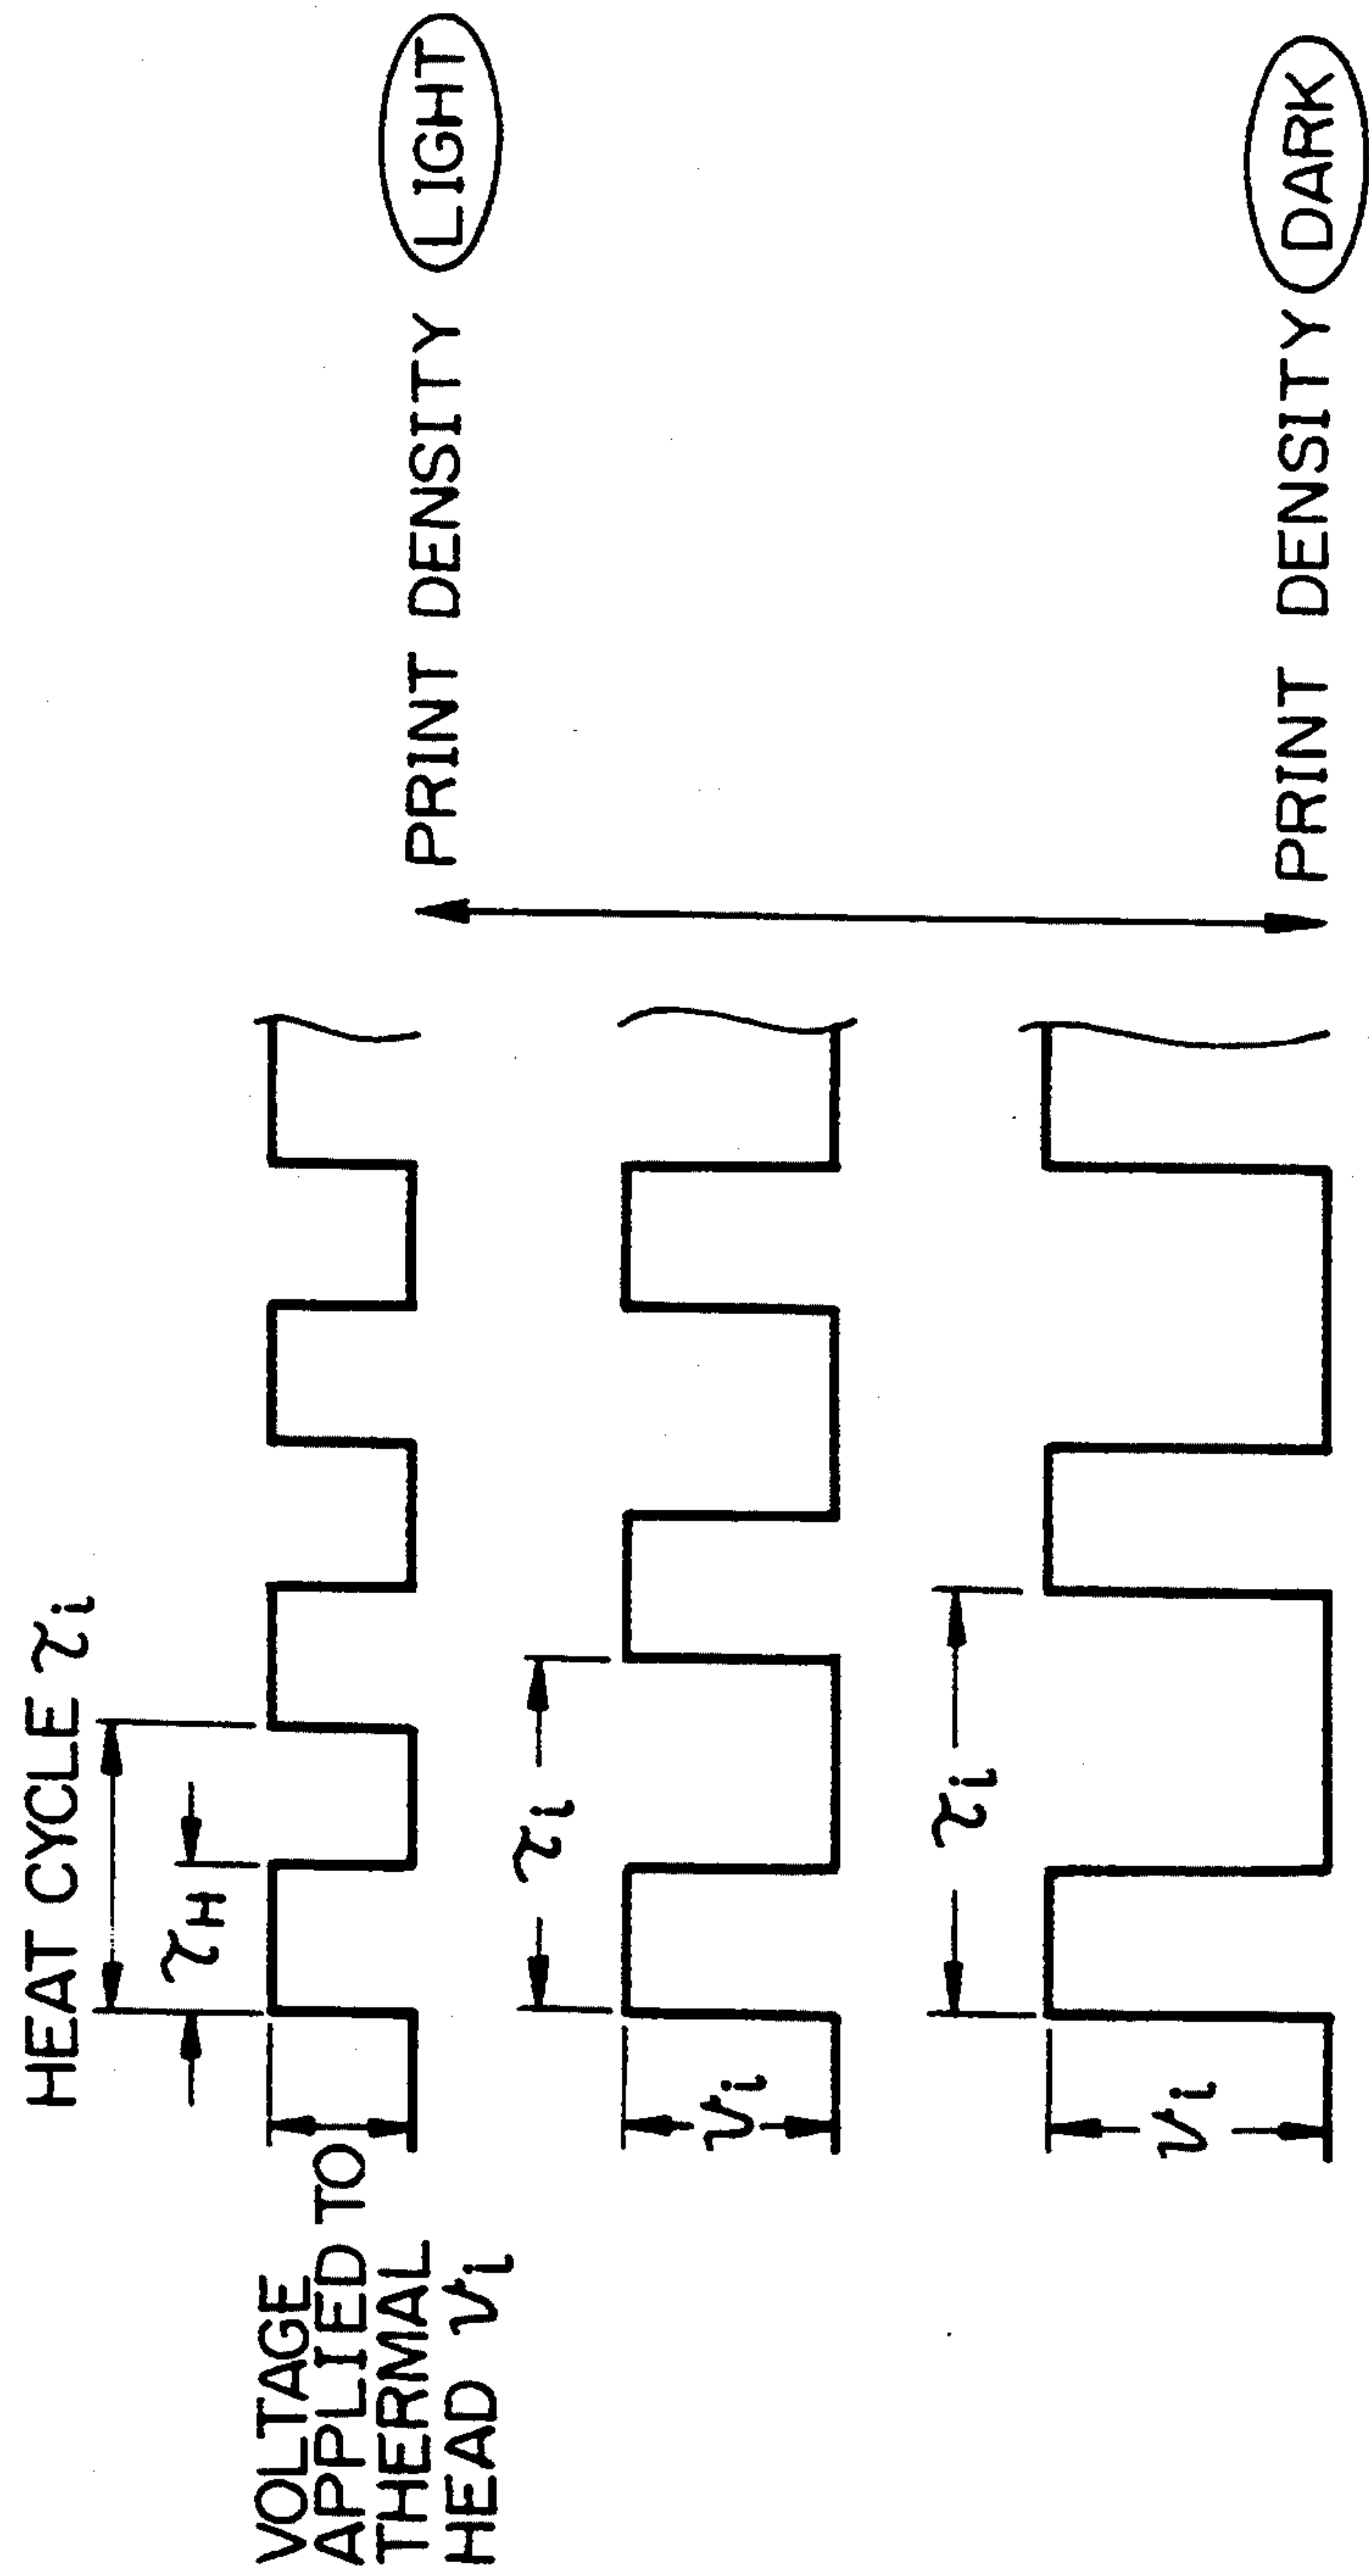 HEAT CYCLE τi
τH
VOLTAGE
APPLIED TO
THERMAL
HEAD vi
PRINT DENSITY LIGHT
τi
vi
τi
vi
PRINT DENSITY DARK